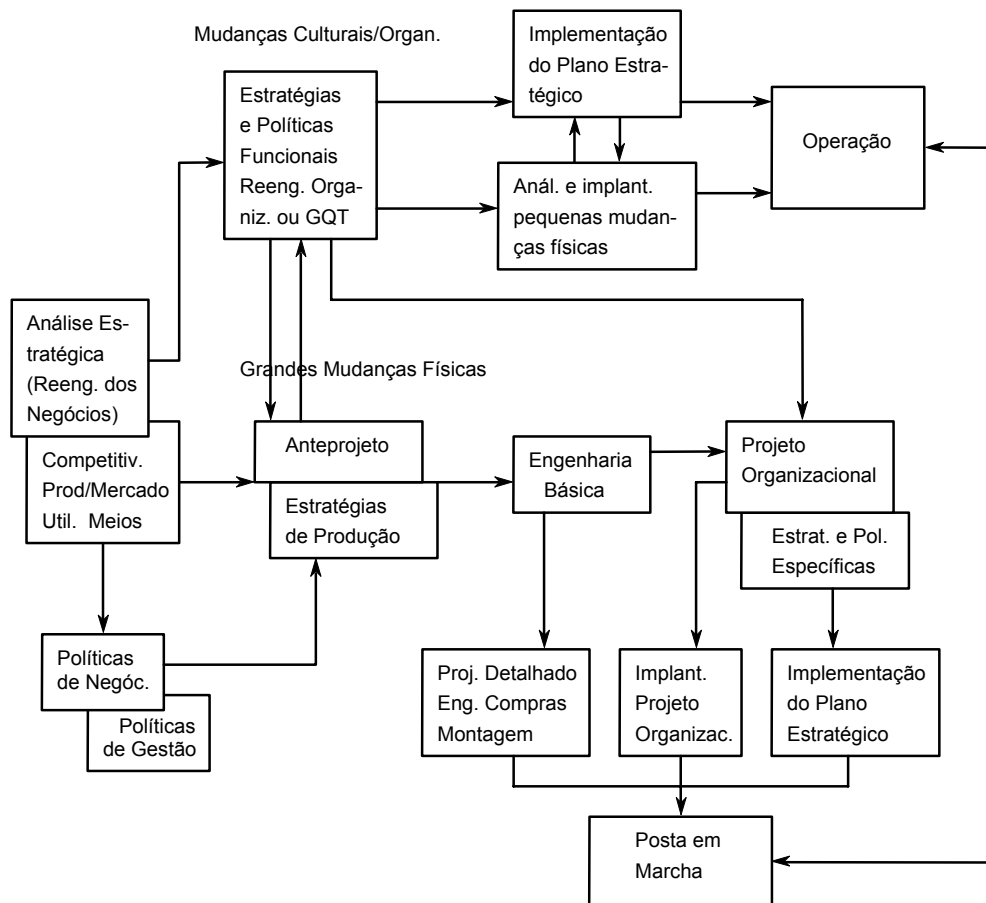 Mudanças Culturais/Organ.
Implementação
do Plano Estra-
tégico
Estratégias
e Políticas
Funcionais
Reeng. Orga-
niz. ou GQT
Operação
Anál. e implant.
pequenas mudan-
ças físicas
Análise Es-
tratégica
(Reeng. dos
Negócios)
Grandes Mudanças Físicas
Competitiv.
Prod/Mercado
Util. Meios
Anteprojeto
Estratégias
de Produção
Engenharia
Básica
Projeto
Organizacional
Estrat. e Pol.
Específicas
Políticas
de Negóc.
Políticas
de Gestão
Proj. Detalhado
Eng. Compras
Montagem
Implant.
Projeto
Organizac.
Implementação
do Plano
Estratégico
Posta em
Marcha